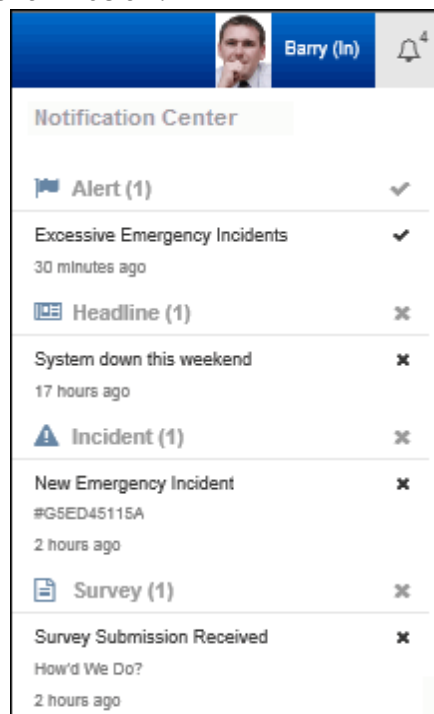 Barry (In)
4
Notification Center
Alert (1)
Excessive Emergency Incidents
30 minutes ago
Headline (1)
System down this weekend
17 hours ago
Incident (1)
New Emergency Incident
#G5ED45115A
2 hours ago
Survey (1)
Survey Submission Received
How'd We Do?
2 hours ago